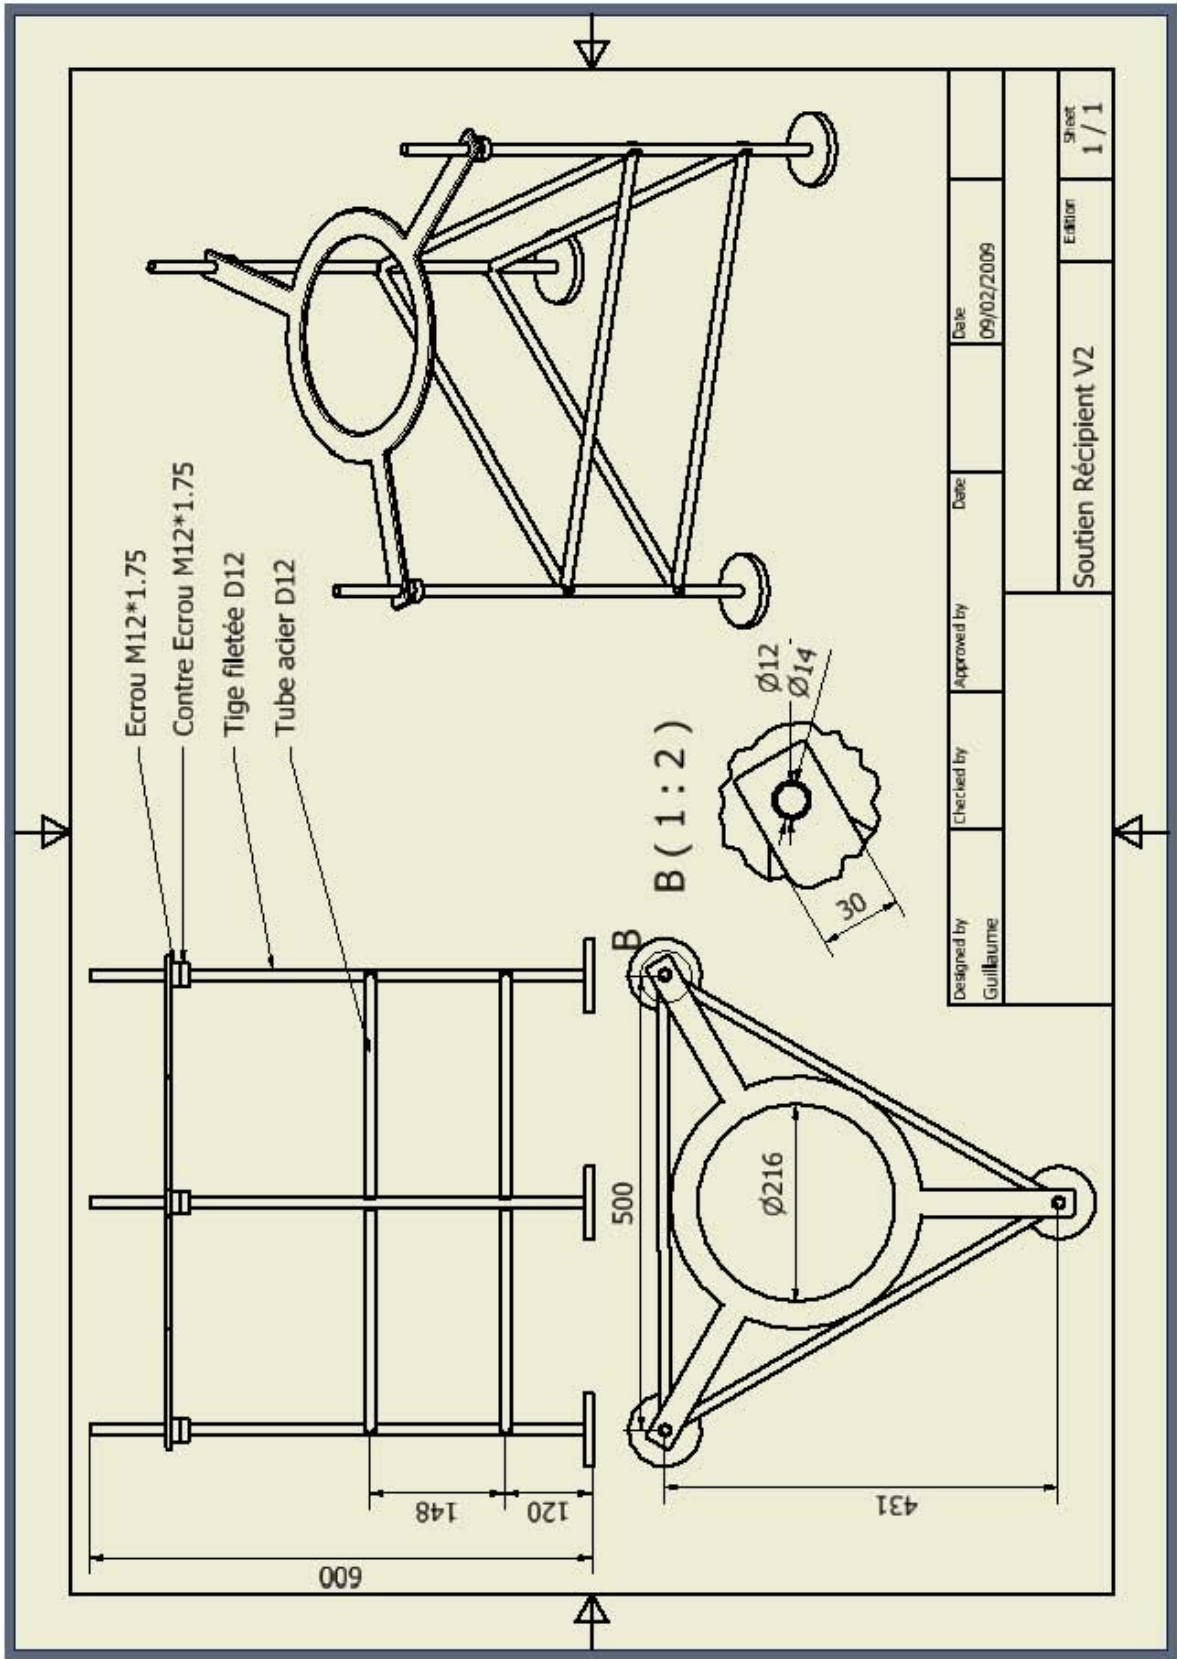 600
148
120
Ecrou M12*1.75
Contre Ecrou M12*1.75
Tige filetée D12
Tube acier D12
500
B
Ø216
431
B ( 1 : 2 )
Ø12
Ø14
30
Designed by
Guillaume
Checked by
Approved by
Date
Date
09/02/2009
Soutien Récipient V2
Edition
Sheet
1 / 1